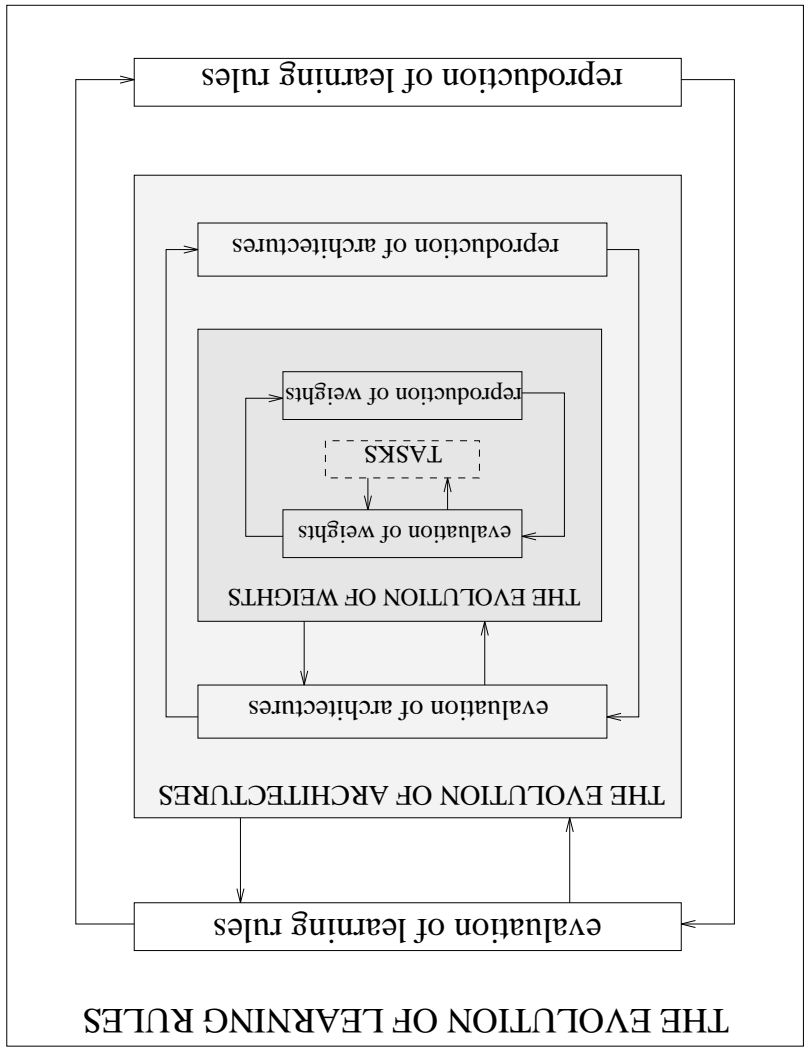 THE EVOLUTION OF LEARNING RULES
evaluation of learning rules
THE EVOLUTION OF ARCHITECTURES
evaluation of architectures
THE EVOLUTION OF WEIGHTS
evaluation of weights
TASKS
reproduction of weights
reproduction of architectures
reproduction of learning rules